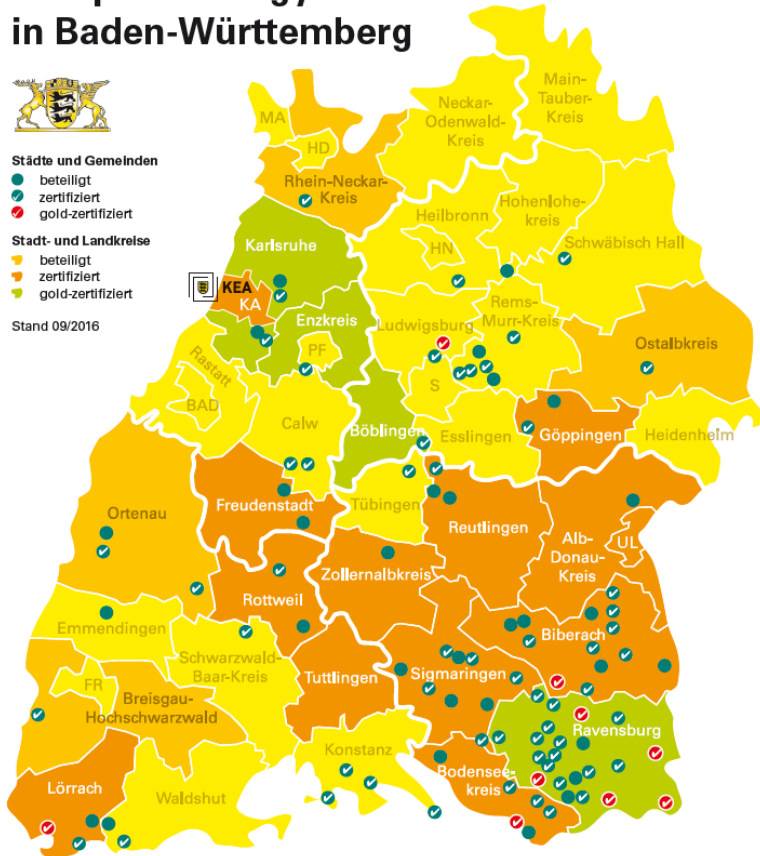 in Baden-Württemberg
Städte und Gemeinden
beteiligt
zertifiziert
gold-zertifiziert
Stadt- und Landkreise
beteiligt
zertifiziert
gold-zertifiziert
Stand 09/2016
Main-
Tauber-
Kreis
Neckar-
Odenwald-
Kreis
MA
HD
Rhein-Neckar-
Kreis
Heilbronn
HN
Hohenlohe-
kreis
Schwäbisch Hall
Karlsruhe
KEA
KA
Enzkreis
PF
Ludwigsburg
Rems-
Murr-Kreis
Ostalbkreis
Rastatt
BAD
Calw
S
Böblingen
Esslingen
Göppingen
Heidenheim
Freudenstadt
Tübingen
Reutlingen
Alb-
Donau-
Kreis
UL
Ortenau
Rottweil
Zollernalbkreis
Biberach
Emmendingen
Schwarzwald-
Baar-Kreis
Tuttlingen
Sigmaringen
FR
Breisgau-
Hochschwarzwald
Ravensburg
Konstanz
Bodensee-
kreis
Lörrach
Waldshut